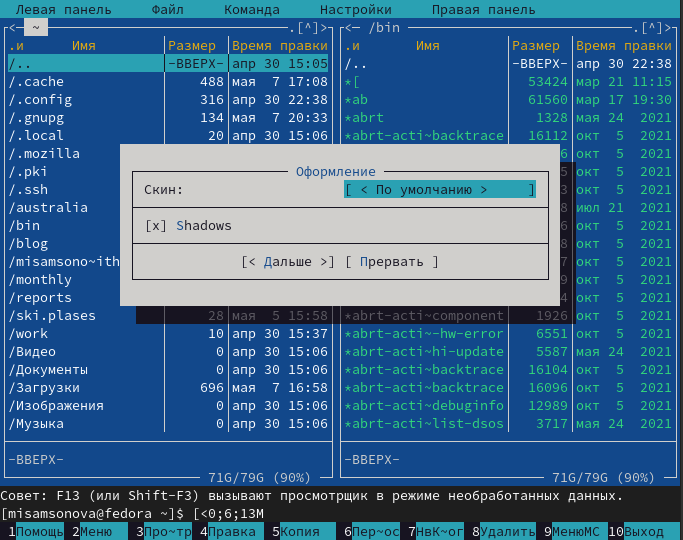 Левая панель Файл Команда Настройки Правая панель
<─ ~ .[^]> <─ /bin .[^]>
.и Имя Размер Время правки .и Имя Размер Время правки
/.. -ВВЕРХ- апр 30 15:05 /.. -ВВЕРХ- апр 30 22:38
/.cache 488 мая 7 17:08 *[ 53424 мар 21 11:15
/.config 316 апр 30 22:38 *ab 61560 мар 17 19:30
/.gnupg 134 мая 7 20:33 *abrt 1328 мая 24 2021
/.local 20 апр 30 15:06 *abrt-acti~backtrace 16112 окт 5 2021
/.mozilla 6 окт 5 2021
/.pki Оформление 5 окт 5 2021
/.ssh Скин: [ < По умолчанию > ] 3 окт 5 2021
/australia 8 июл 21 2021
/bin [x] Shadows 6 окт 5 2021
/blog 8 окт 5 2021
/misamsono~ith [< Дальше >] [ Прервать ] 7 окт 5 2021
/monthly 9 окт 5 2021
/reports 4 окт 5 2021
/ski.plases 28 мая 5 15:58 *abrt-acti~component 1926 окт 5 2021
/work 10 апр 30 15:37 *abrt-acti~-hw-error 6551 окт 5 2021
/Видео 0 апр 30 15:06 *abrt-acti~hi-update 5587 мая 24 2021
/Документы 0 апр 30 15:06 *abrt-acti~backtrace 16104 окт 5 2021
/Загрузки 696 мая 7 16:58 *abrt-acti~backtrace 16096 окт 5 2021
/Изображения 0 апр 30 15:06 *abrt-acti~debuginfo 12989 окт 5 2021
/Музыка 0 апр 30 15:06 *abrt-acti~list-dsos 3717 мая 24 2021
-ВВЕРХ- -ВВЕРХ-
71G/79G (90%) 71G/79G (90%)
Совет: F13 (или Shift-F3) вызывают просмотрщик в режиме необработанных данных.
[misamsonova@fedora ~]$ [<0;6;13M
1Помощь 2Меню 3Про~тр 4Правка 5Копия 6Пер~ос 7НвК~ог 8Удалить 9МенюMC 10Выход